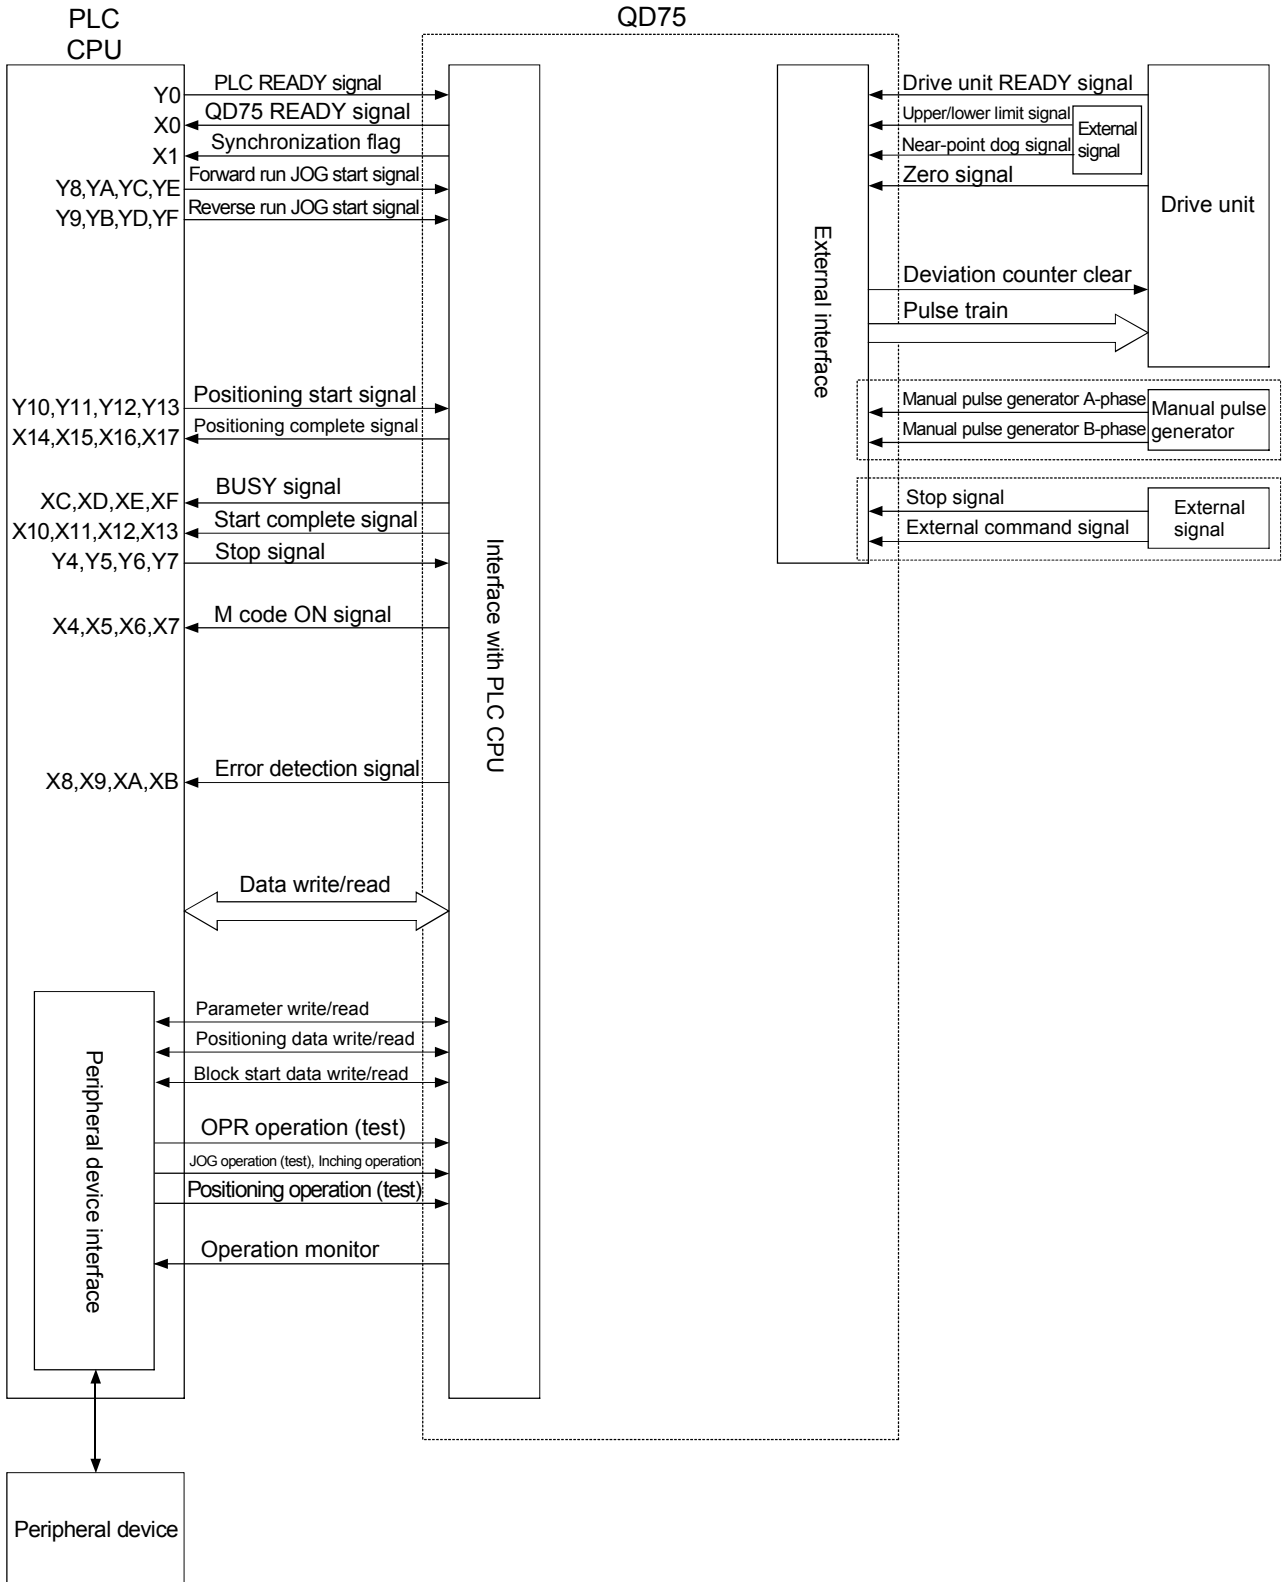 PLC
CPU
QD75
Y0
PLC READY signal
X0
QD75 READY signal
X1
Synchronization flag
Y8,YA,YC,YE
Forward run JOG start signal
Y9,YB,YD,YF
Reverse run JOG start signal
Y10,Y11,Y12,Y13
Positioning start signal
X14,X15,X16,X17
Positioning complete signal
XC,XD,XE,XF
BUSY signal
X10,X11,X12,X13
Start complete signal
Y4,Y5,Y6,Y7
Stop signal
X4,X5,X6,X7
M code ON signal
X8,X9,XA,XB
Error detection signal
Data write/read
Parameter write/read
Positioning data write/read
Block start data write/read
OPR operation (test)
JOG operation (test), Inching operation
Positioning operation (test)
Operation monitor
Peripheral device interface
Peripheral device
Interface with PLC CPU
External interface
Drive unit READY signal
Upper/lower limit signal
Near-point dog signal
External
signal
Zero signal
Drive unit
Deviation counter clear
Pulse train
Manual pulse generator A-phase
Manual pulse generator B-phase
Manual pulse
generator
Stop signal
External command signal
External
signal